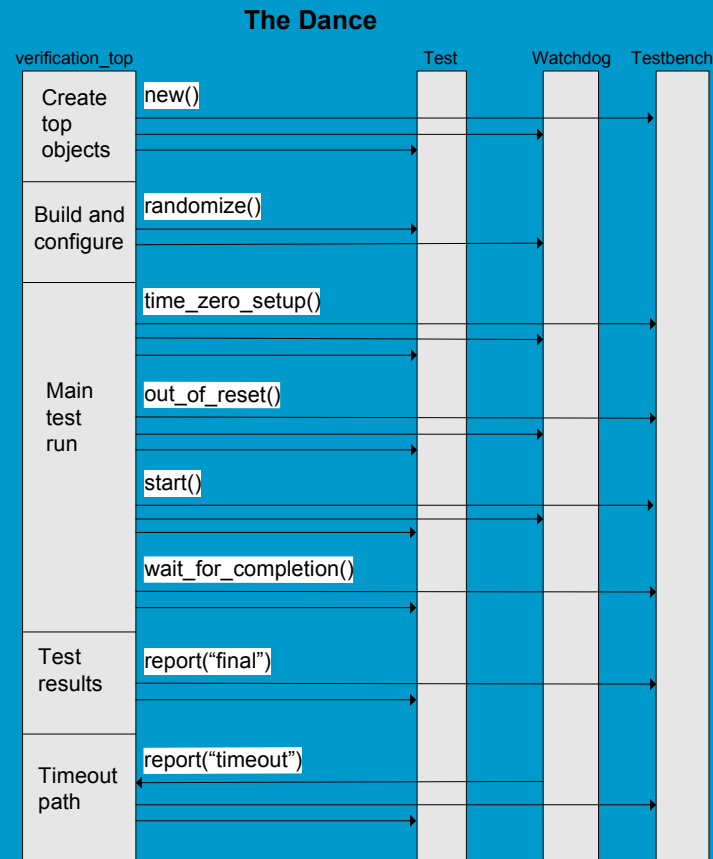 The Dance
verification_top
Test
Watchdog
Testbench
Create
top
objects
new()
Build and
configure
randomize()
time_zero_setup()
Main
test
run
out_of_reset()
start()
wait_for_completion()
Test
results
report(“final”)
report(“timeout”)
Timeout
path